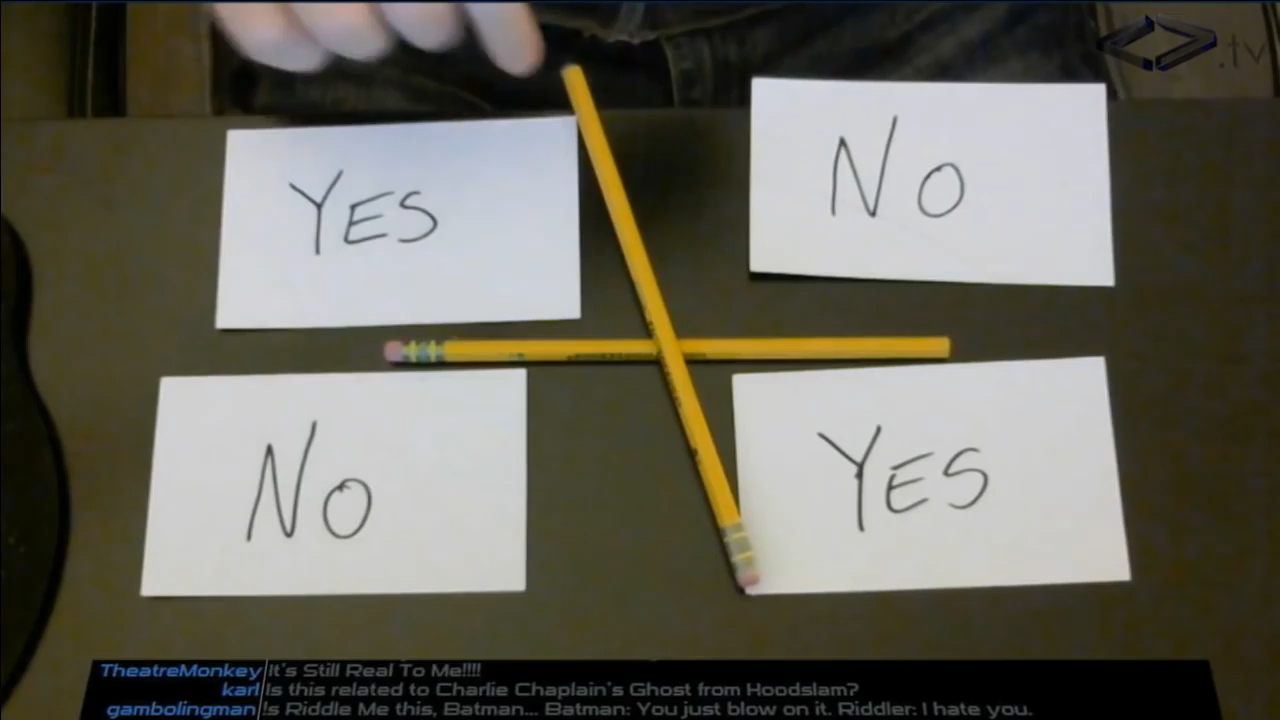 .tv
YES
NO
NO
YES
TheatreMonkey It's Still Real To Me!!!!
karl Is this related to Charlie Chaplain's Ghost from Hoodslam?
gambolingman !s Riddle Me this, Batman... Batman: You just blow on it. Riddler: I hate you.